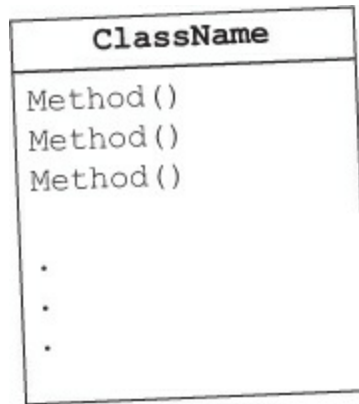 ClassName
Method()
Method()
Method()
.
.
.